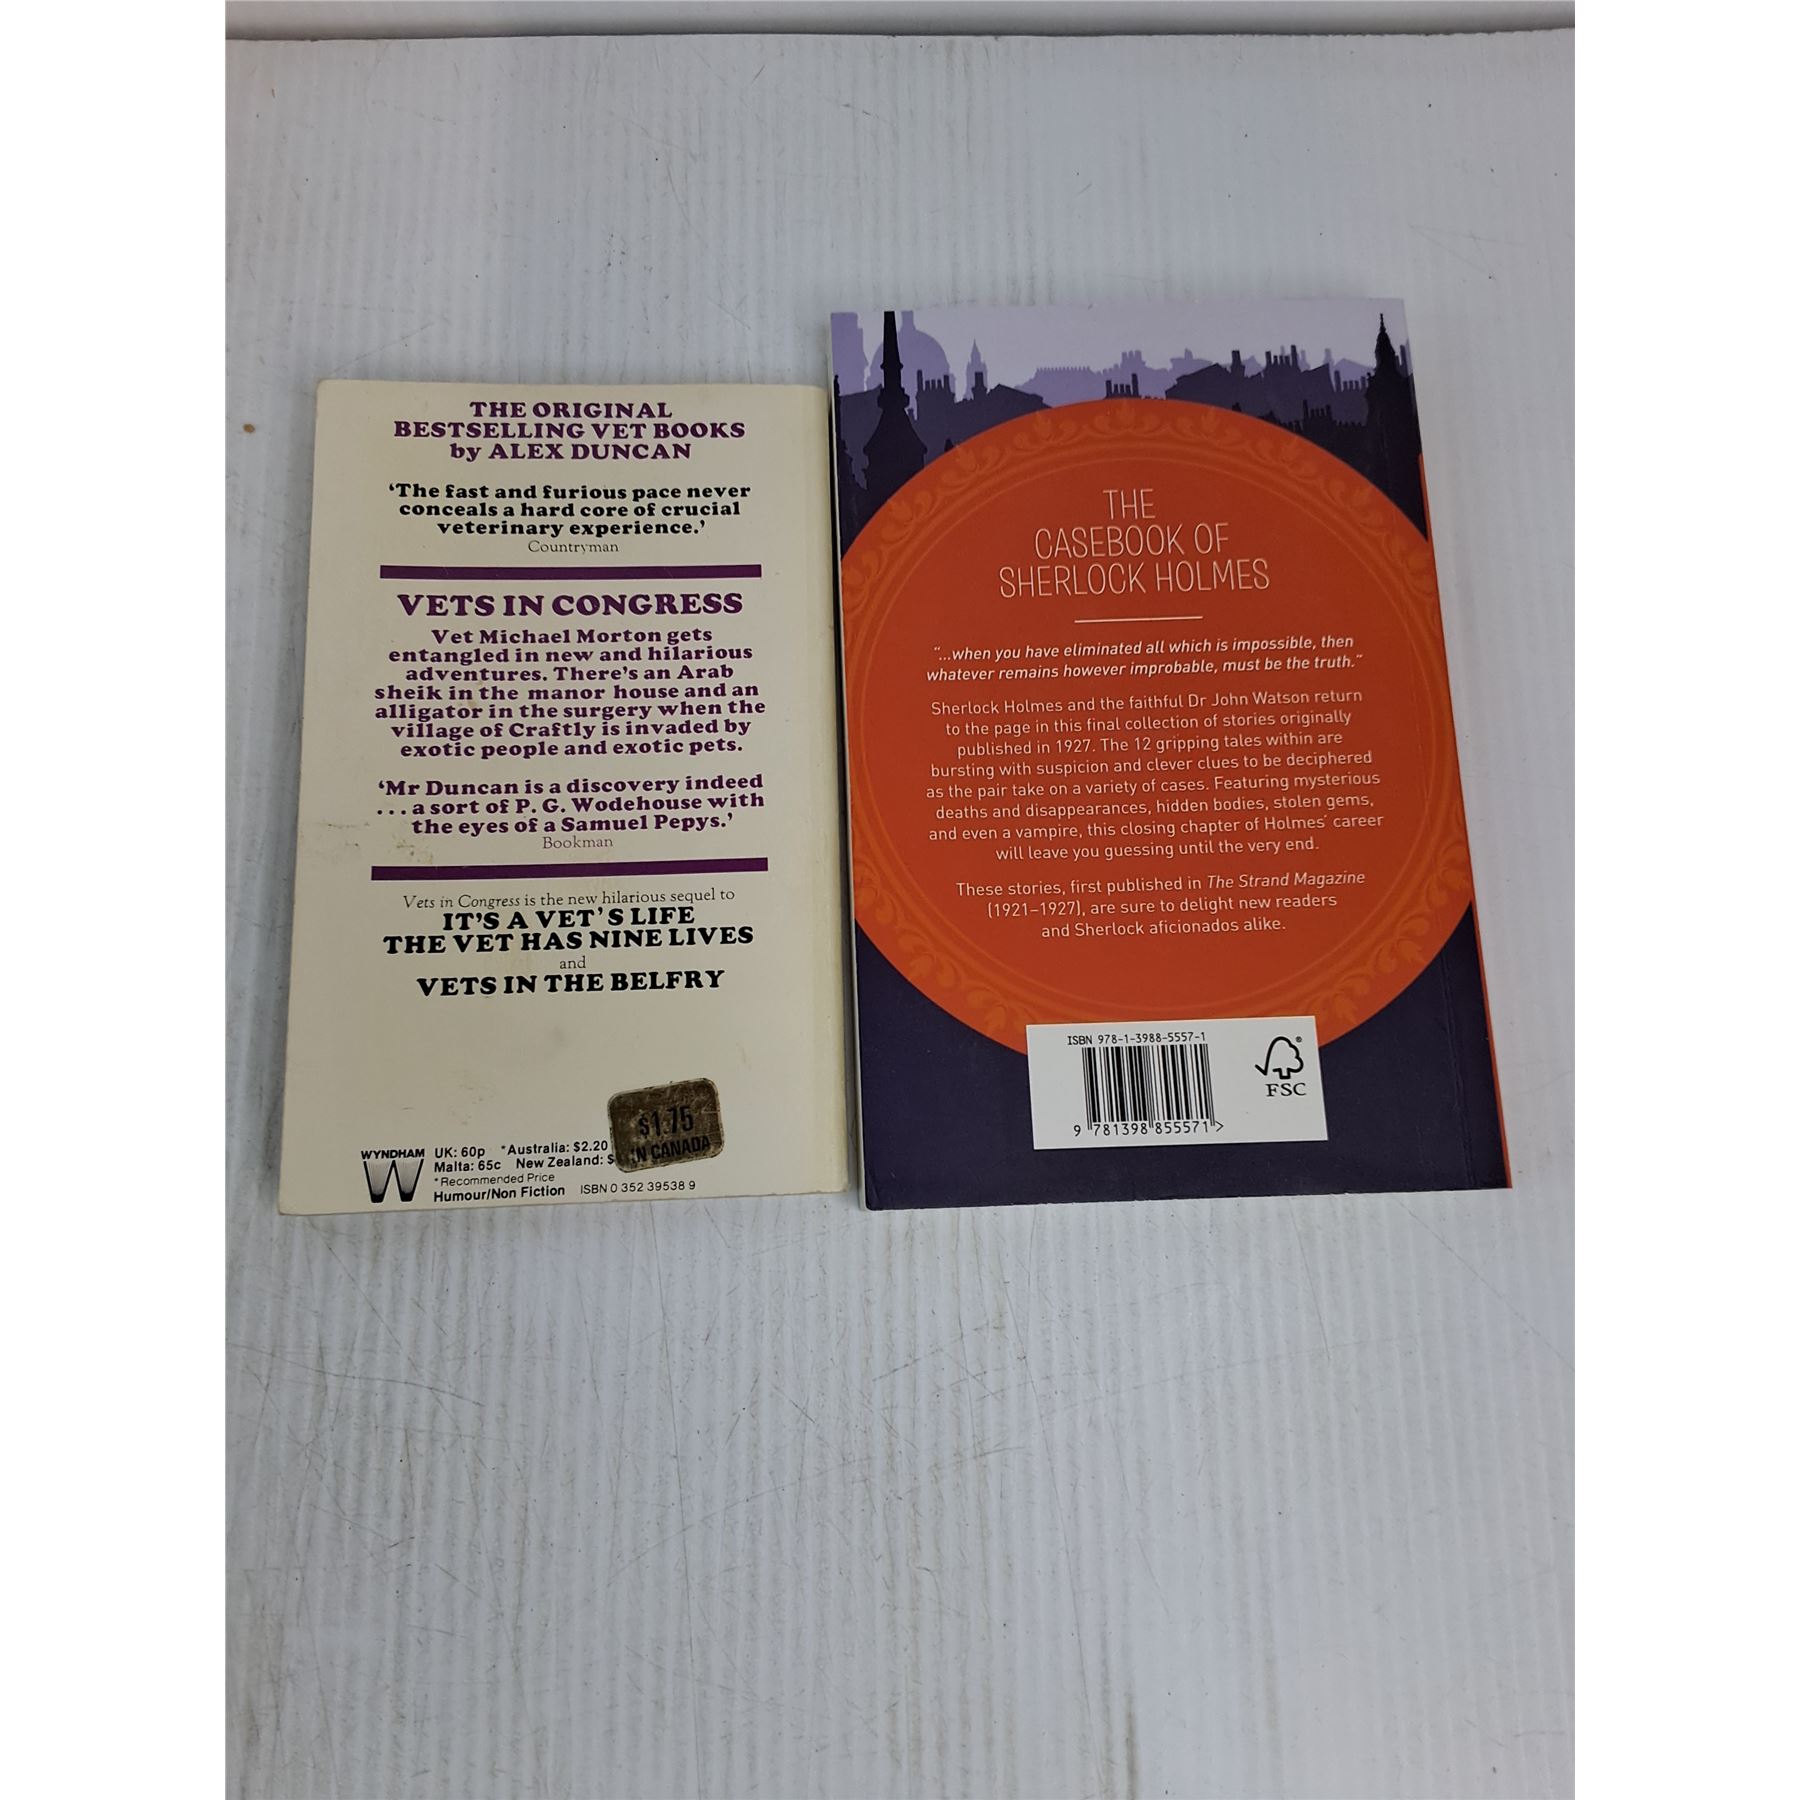 THE ORIGINAL
BESTSELLING VET BOOKS
by ALEX DUNCAN
'The fast and furious pace never
conceals a hard core of crucial
veterinary experience.'
Countryman
VETS IN CONGRESS
Vet Michael Morton gets
entangled in new and hilarious
adventures. There's an Arab
sheik in the manor house and an
alligator in the surgery when the
village of Craftly is invaded by
exotic people and exotic pets.
'Mr Duncan is a discovery indeed
... a sort of P. G. Wodehouse with
the eyes of a Samuel Pepys.'
Bookman
Vets in Congress is the new hilarious sequel to
IT'S A VET'S LIFE
THE VET HAS NINE LIVES
and
VETS IN THE BELFRY
$1.75
IN CANADA
WYNDHAM
W
UK: 60p *Australia: $2.20
Malta: 65c New Zealand: $
*Recommended Price
Humour/Non Fiction ISBN 0 352 39538 9
THE
CASEBOOK OF
SHERLOCK HOLMES
"...when you have eliminated all which is impossible, then
whatever remains however improbable, must be the truth."
Sherlock Holmes and the faithful Dr John Watson return
to the page in this final collection of stories originally
published in 1927. The 12 gripping tales within are
bursting with suspicion and clever clues to be deciphered
as the pair take on a variety of cases. Featuring mysterious
deaths and disappearances, hidden bodies, stolen gems,
and even a vampire, this closing chapter of Holmes' career
will leave you guessing until the very end.
These stories, first published in The Strand Magazine
(1921–1927), are sure to delight new readers
and Sherlock aficionados alike.
ISBN 978-1-3988-5557-1
9 781398 855571 >
®
FSC